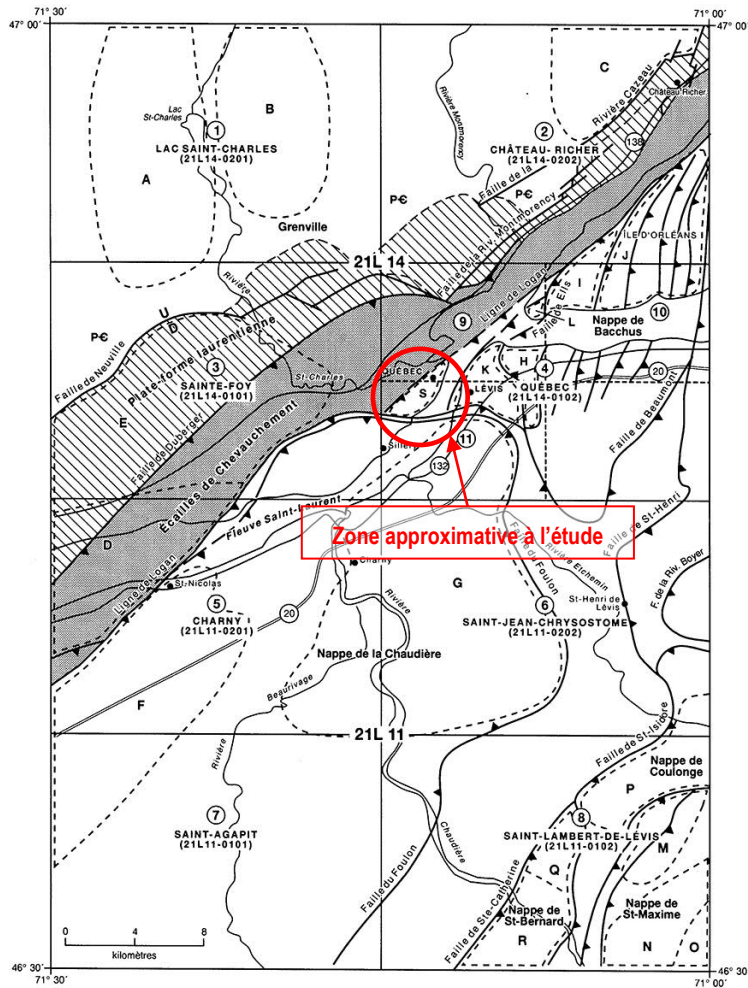 71° 30'
71° 00'
47° 00'
47° 00'
C
Château Richer
Rivière Cazeau
Lac
St-Charles
B
Rivière Montmorency
1
LAC SAINT-CHARLES
(21L14-0201)
2
CHÂTEAU-RICHER
(21L14-0202)
138
A
Faille de la
P€
P€
Grenville
Faille de la Riv. Montmorency
ÎLE D'ORLÉANS
J
21L 14
Rivière
I
Ligne de Logan
Faille de Elis
U
D
9
L
10
Nappe de
Bacchus
P€
Plate-forme laurentienne
Faille de Neuville
3
SAINTE-FOY
(21L14-0101)
St-Charles
QUÉBEC
S
K
LÉVIS
H
4
QUÉBEC
(21L14-0102)
20
E
Faille de Duberger
Écailles de Chevauchement
Faille de Beaumont
Siller
11
132
Fleuve Saint-Laurent
Zone approximative à l'étude
Faille de St-Henri
D
Ligne de Logan
Charny
Faille du Foulon
Rivière Etchemin
F. de la Riv. Boyer
St-Nicolas
G
5
CHARNY
(21L11-0201)
20
Rivière
St-Henri de
Lévis
6
SAINT-JEAN-CHRYSOSTOME
(21L11-0202)
Nappe de la Chaudière
Beaurivage
F
21L 11
Faille de St-Isidore
Rivière
Nappe de
Coulonge
P
7
SAINT-AGAPIT
(21L11-0101)
Chaudière
8
SAINT-LAMBERT-DE-LÉVIS
(21L11-0102)
M
Faille du Foulon
Faille de Ste-Catherine
Q
Nappe de
St-Bernard
Nappe de
St-Maxime
R
N
O
0 4 8
kilomètres
46° 30'
46° 30'
71° 30'
71° 00'